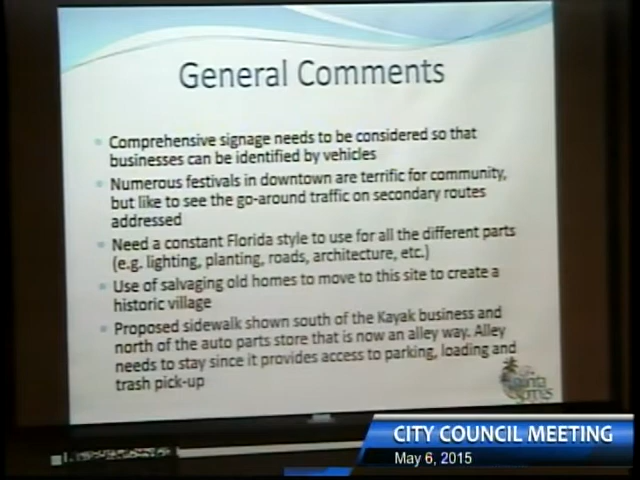 General Comments
Comprehensive signage needs to be considered so that
businesses can be identified by vehicles
Numerous festivals in downtown are terrific for community,
but like to see the go-around traffic on secondary routes
addressed
Need a constant Florida style to use for all the different parts
(e.g. lighting, planting, roads, architecture, etc.)
Use of salvaging old homes to move to this site to create a
historic village
Proposed sidewalk shown south of the Kayak business and
north of the auto parts store that is now an alley way. Alley
needs to stay since it provides access to parking, loading and
trash pick-up
CITY COUNCIL MEETING
May 6, 2015